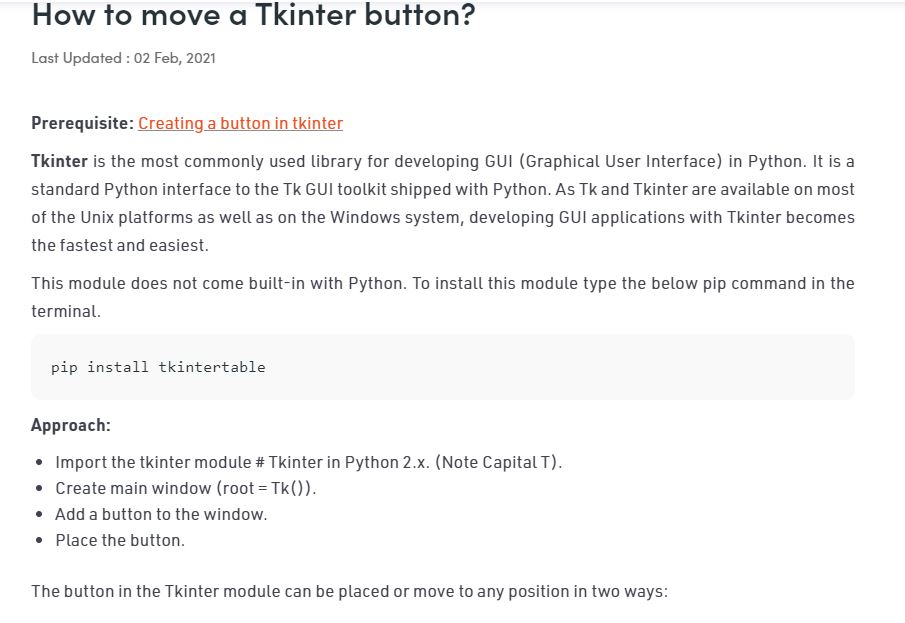 How to move a Tkinter button?
Last Updated : 02 Feb, 2021
Prerequisite: Creating a button in tkinter
Tkinter is the most commonly used library for developing GUI (Graphical User Interface) in Python. It is a
standard Python interface to the Tk GUI toolkit shipped with Python. As Tk and Tkinter are available on most
of the Unix platforms as well as on the Windows system, developing GUI applications with Tkinter becomes
the fastest and easiest.
This module does not come built-in with Python. To install this module type the below pip command in the
terminal.
pip install tkintertable
Approach:
• Import the tkinter module # Tkinter in Python 2.x. (Note Capital T).
• Create main window (root = Tk()).
• Add a button to the window.
• Place the button.
The button in the Tkinter module can be placed or move to any position in two ways: